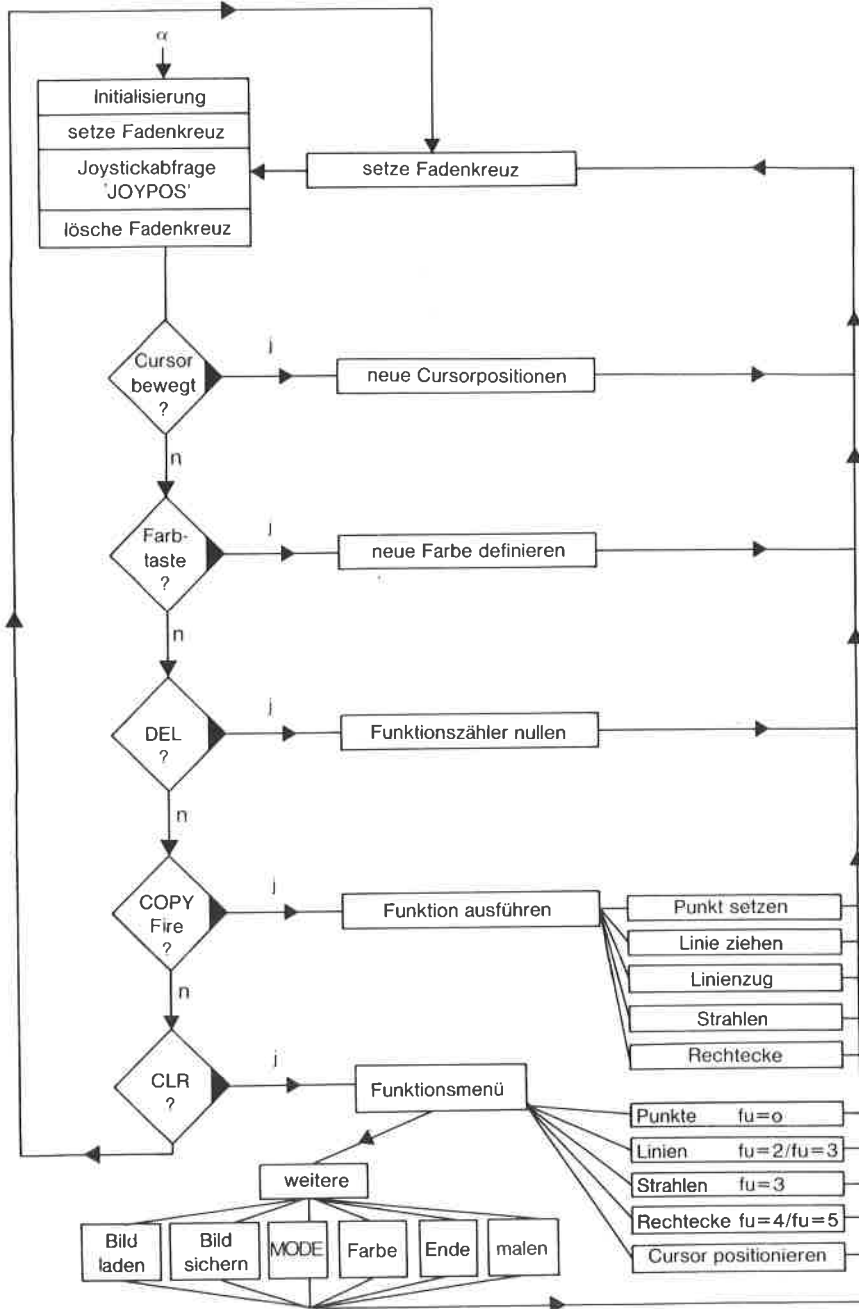 α
Initialisierung
setze Fadenkreuz
Joystickabfrage
'JOYPOS'
setze Fadenkreuz
lösche Fadenkreuz
Cursor
bewegt
?
j
neue Cursorpositionen
n
Farb-
taste
?
j
neue Farbe definieren
n
DEL
?
j
Funktionszähler nullen
n
COPY
Fire
?
j
Funktion ausführen
Punkt setzen
Linie ziehen
Linienzug
Strahlen
Rechtecke
n
CLR
?
j
Funktionsmenü
Punkte fu=o
Linien fu=2/fu=3
Strahlen fu=3
Rechtecke fu=4/fu=5
Cursor positionieren
weitere
Bild
laden
Bild
sichern
MODE
Farbe
Ende
malen